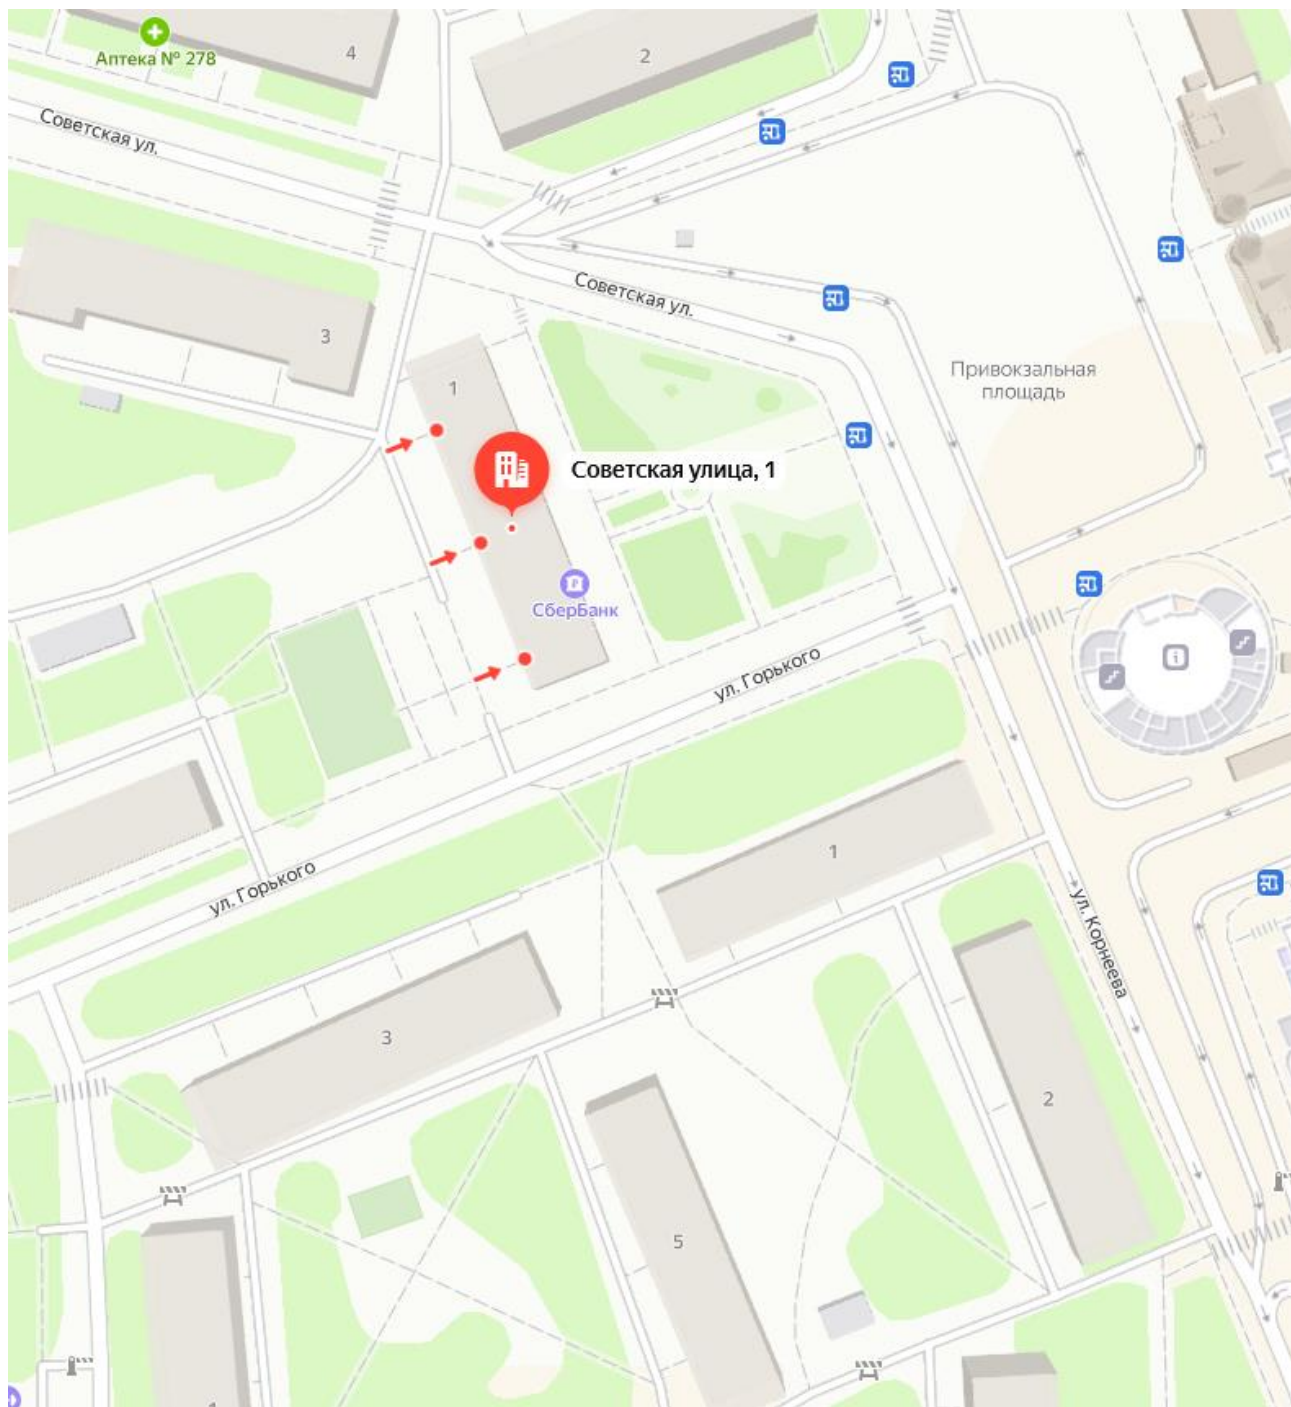 Аптека № 278
4
2
Советская ул.
Советская ул.
3
1
Привокзальная
площадь
Советская улица, 1
СберБанк
ул. Горького
1
ул. Горького
ул. Корнеева
3
2
5